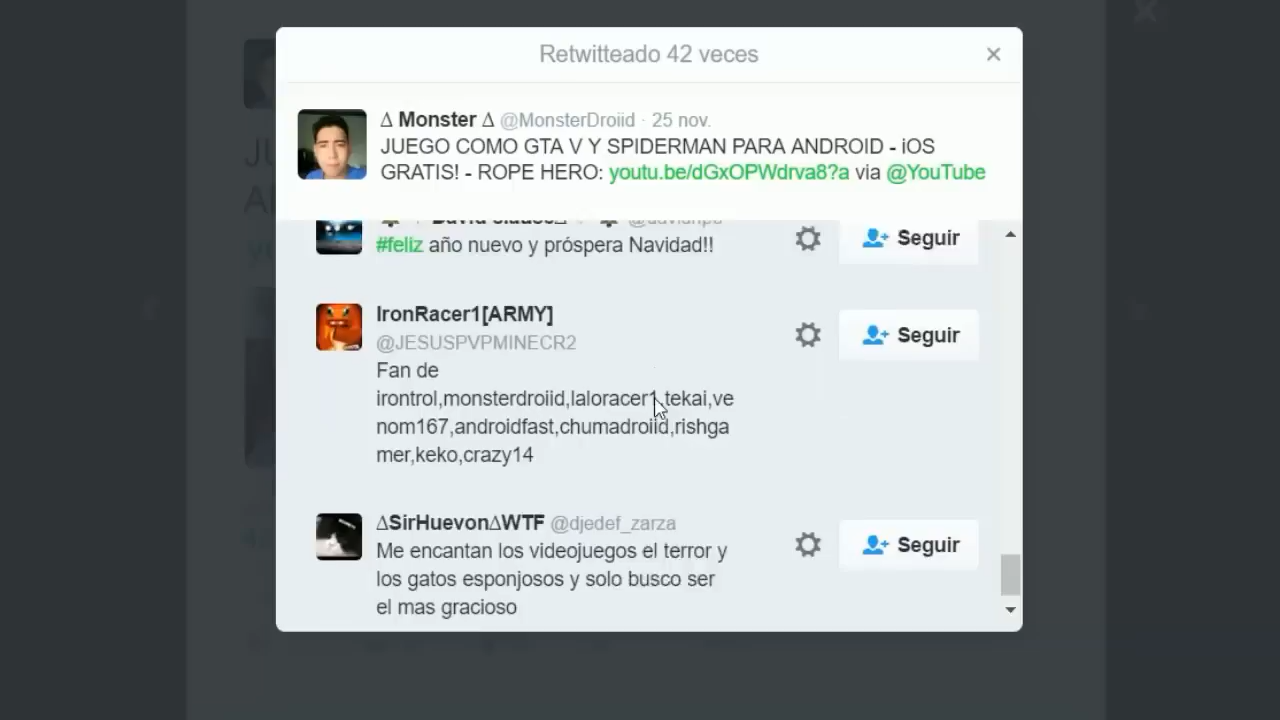 Retwitteado 42 veces
Δ Monster Δ @MonsterDroiid · 25 nov.
JUEGO COMO GTA V Y SPIDERMAN PARA ANDROID - iOS
GRATIS! - ROPE HERO: youtu.be/dGxOPWdrva8?a via @YouTube
#feliz año nuevo y próspera Navidad!!
Seguir
IronRacer1[ARMY]
@JESUSPVPMINECR2
Seguir
Fan de
irontrol,monsterdroiid,laloracer1,tekai,ve
nom167,androidfast,chumadroiid,rishga
mer,keko,crazy14
ΔSirHuevonΔWTF @djedef_zarza
Seguir
Me encantan los videojuegos el terror y
los gatos esponjosos y solo busco ser
el mas gracioso